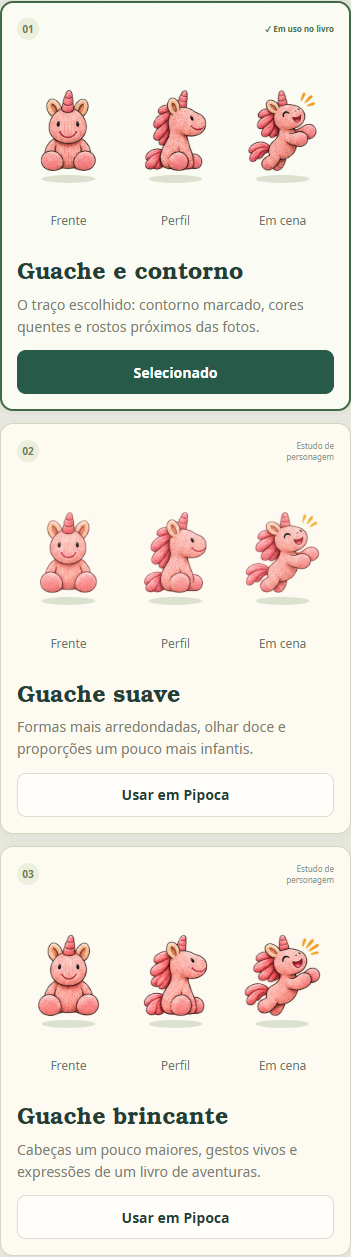 01
✓ Em uso no livro
Frente
Perfil
Em cena
Guache e contorno
O traço escolhido: contorno marcado, cores
quentes e rostos próximos das fotos.
Selecionado
02
Estudo de
personagem
Frente
Perfil
Em cena
Guache suave
Formas mais arredondadas, olhar doce e
proporções um pouco mais infantis.
Usar em Pipoca
03
Estudo de
personagem
Frente
Perfil
Em cena
Guache brincante
Cabeças um pouco maiores, gestos vivos e
expressões de um livro de aventuras.
Usar em Pipoca